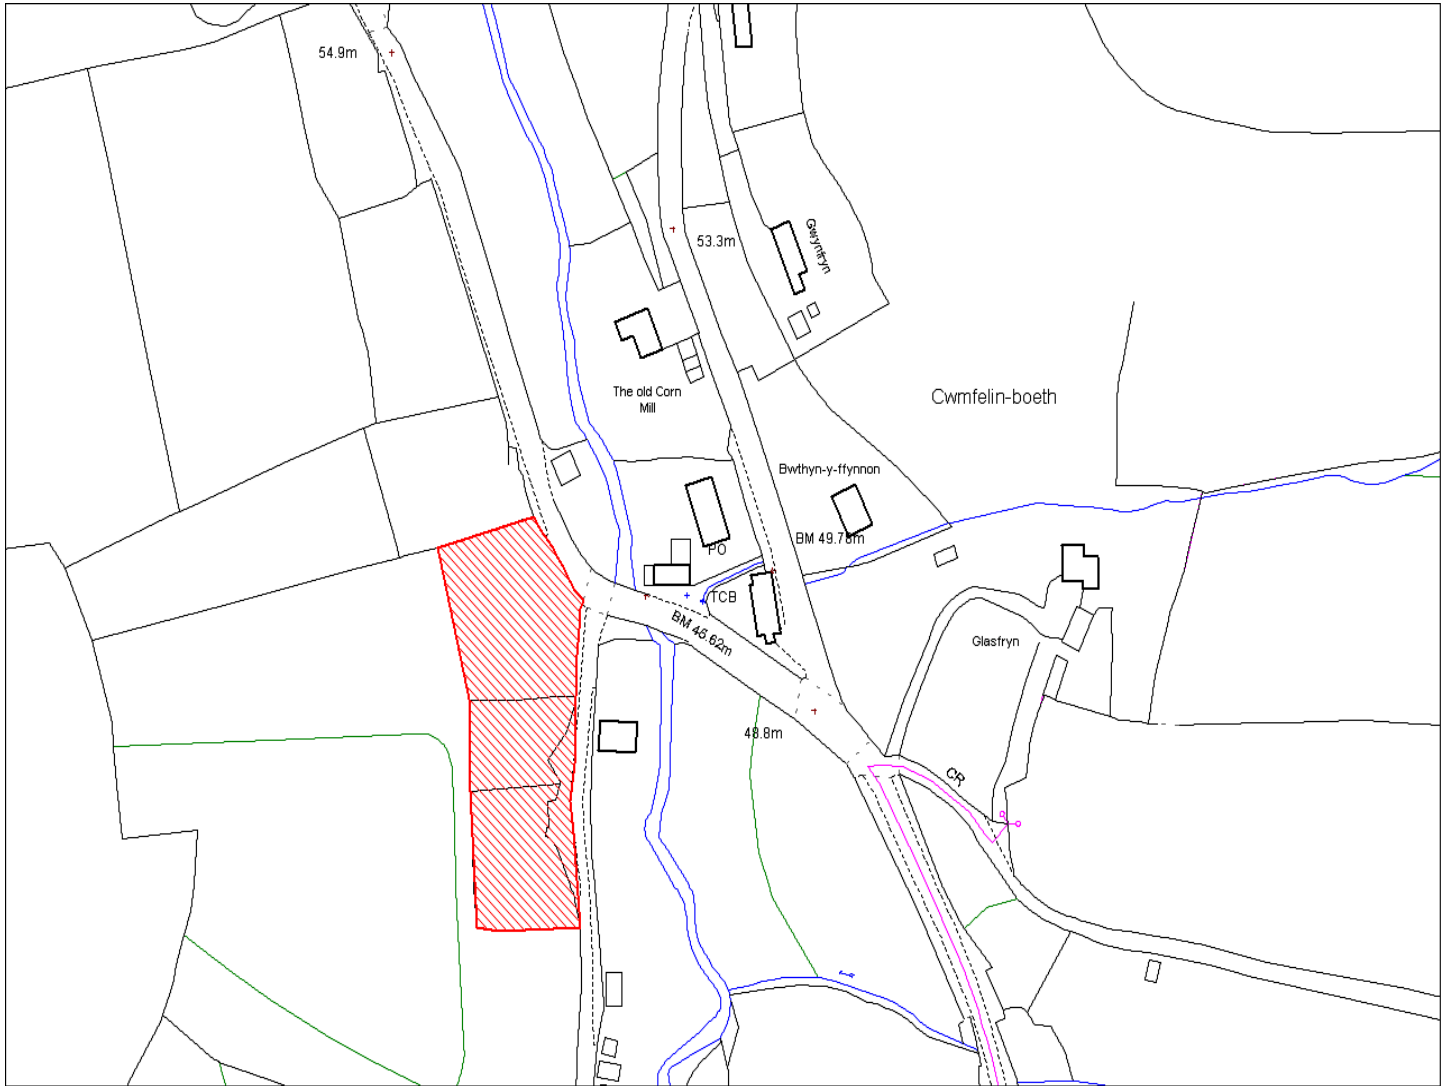 54.9m
53.3m
Gwynfryn
The old Corn
Mill
Cwmfelin-boeth
Bwthyn-y-ffynnon
BM 49.78m
PO
TCB
BM 45.62m
Glasfryn
48.8m
CR